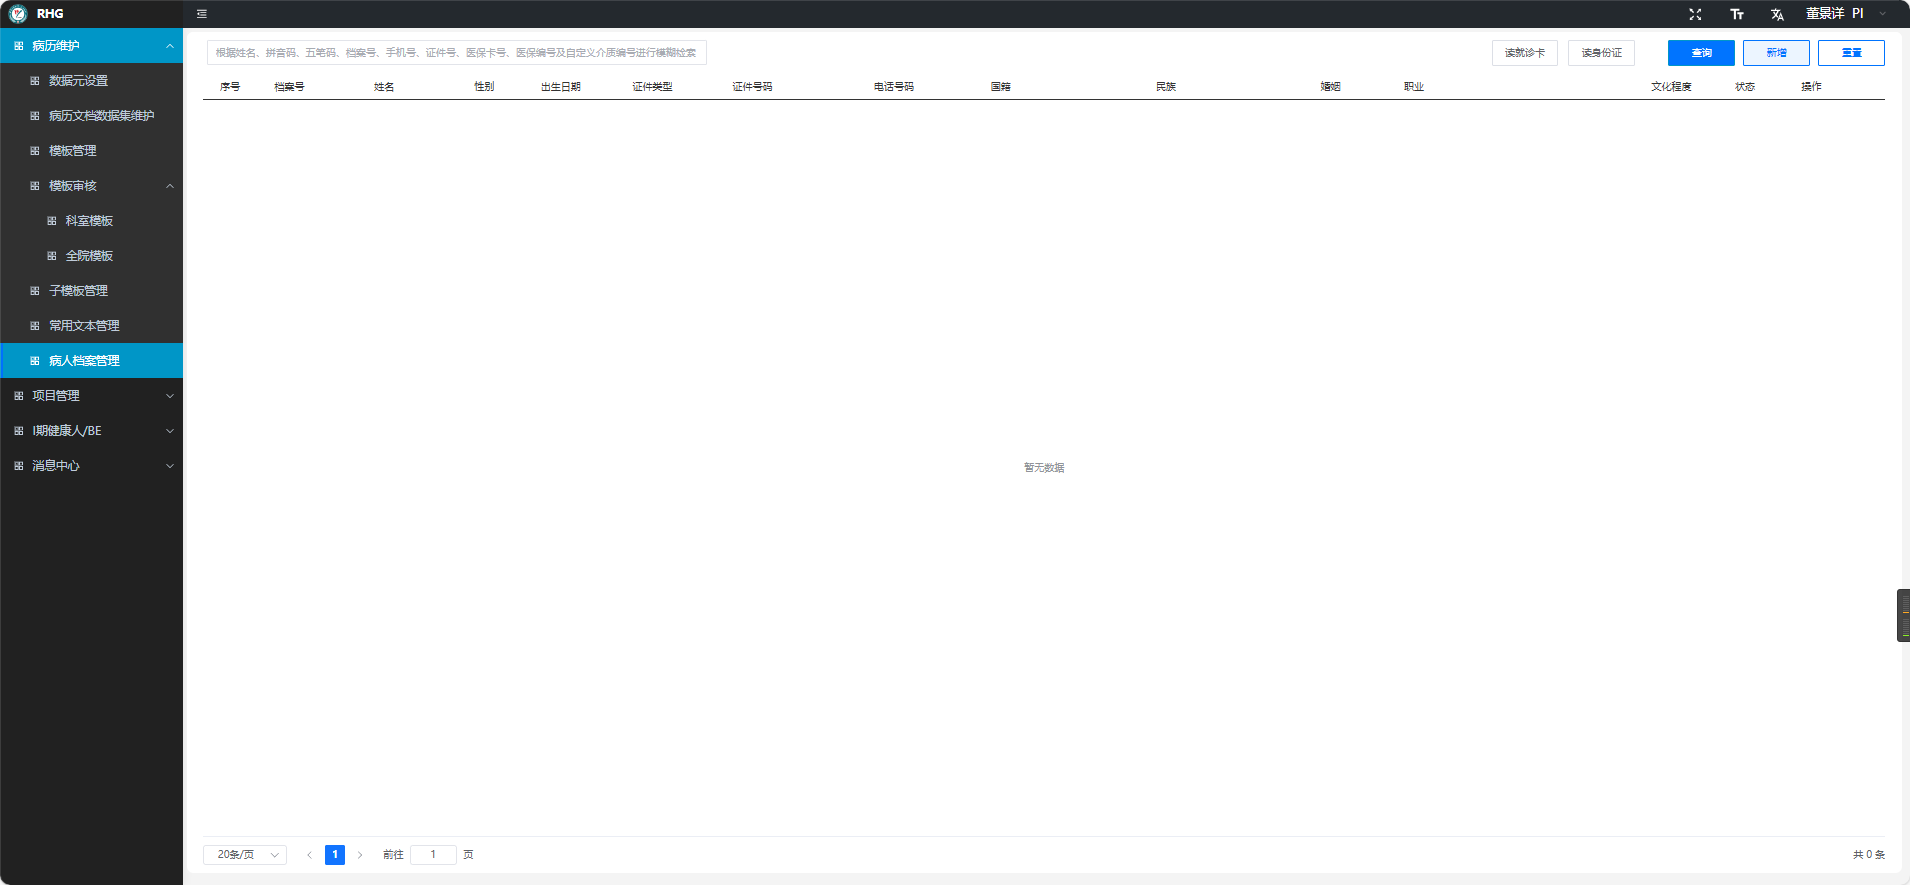 RHG
董景详 PI
病历维护
数据元设置
病历文档数据集维护
模板管理
模板审核
科室模板
全院模板
子模板管理
常用文本管理
病人档案管理
项目管理
I期健康人/BE
消息中心
根据姓名、拼音码、五笔码、档案号、手机号、证件号、医保卡号、医保编号及自定义介质编号进行模糊检索
读就诊卡 读身份证 查询 新增 重置
序号 档案号 姓名 性别 出生日期 证件类型 证件号码 电话号码 国籍 民族 婚姻 职业 文化程度 状态 操作
暂无数据
20条/页 1 前往 1 页 共 0 条